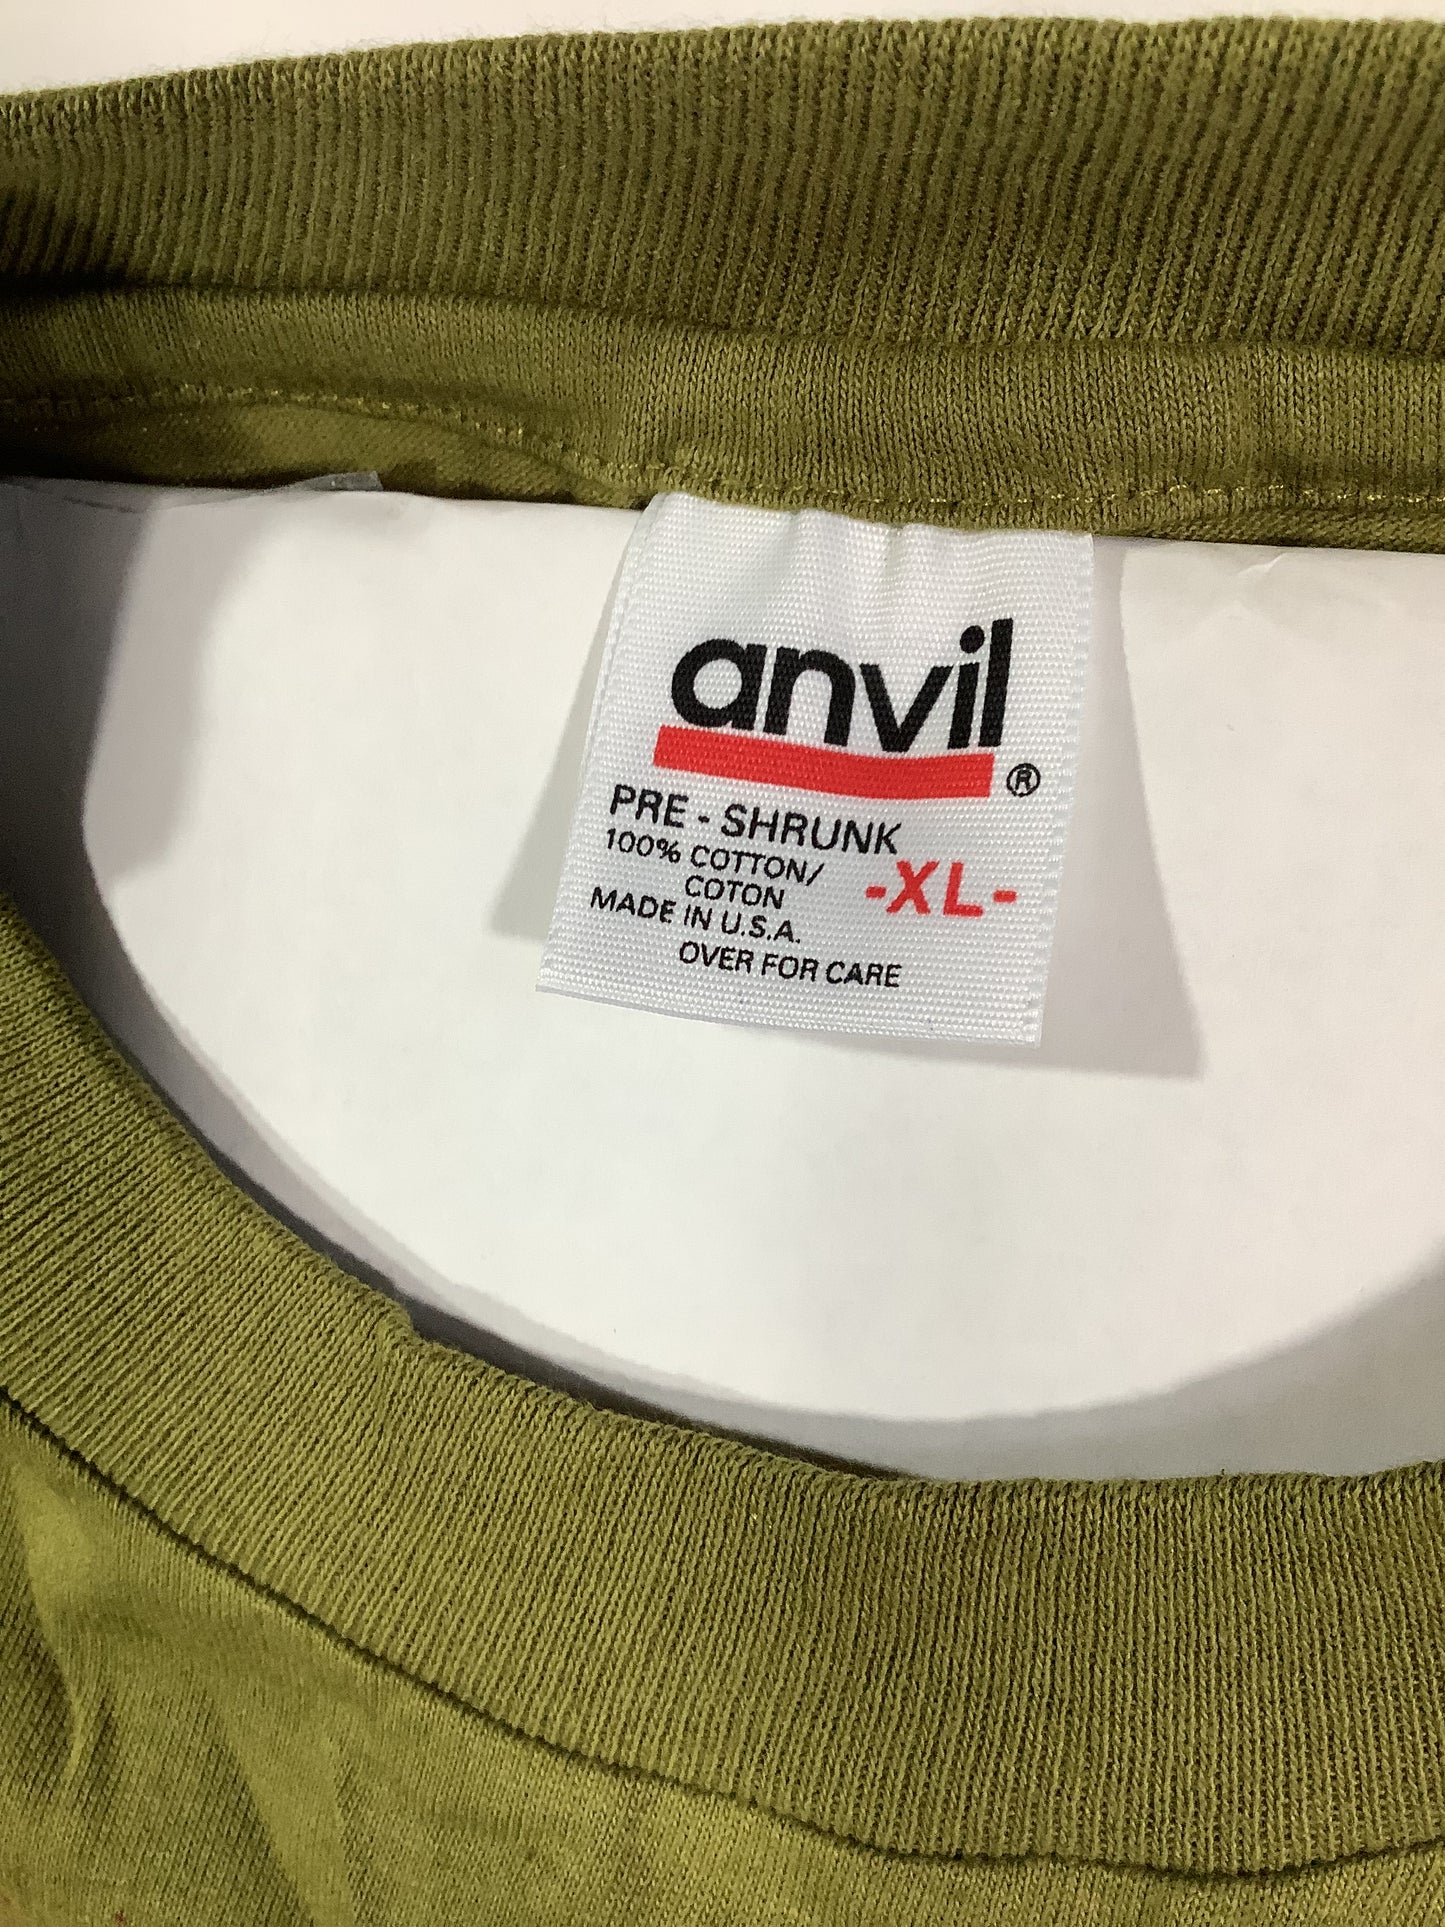 anvil
®
PRE - SHRUNK
100% COTTON/
COTON
-XL-
MADE IN U.S.A.
OVER FOR CARE